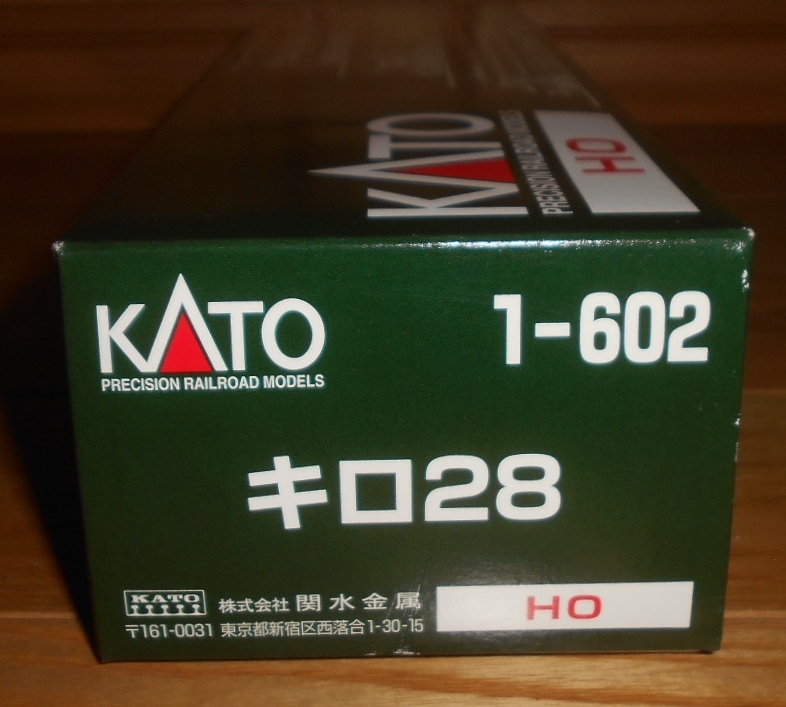 KATO
PRECISION RAILROAD MODELS
HO
KATO
PRECISION RAILROAD MODELS
1-602
キロ28
KATO
株式会社 関水金属
〒161-0031 東京都新宿区西落合1-30-15
HO